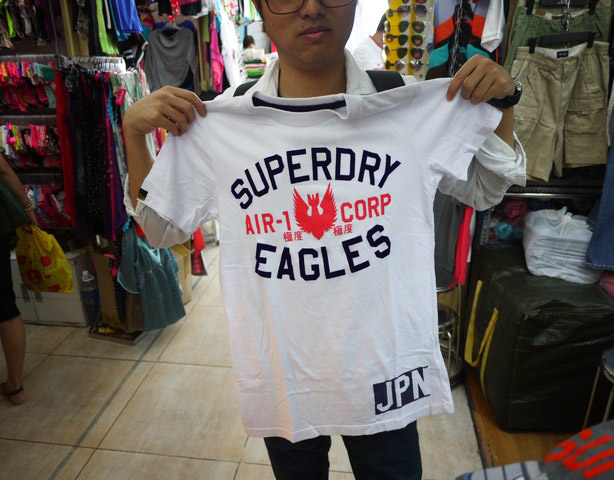 SUPERDRY
AIR-1 CORP
極度 極度
EAGLES
JPN